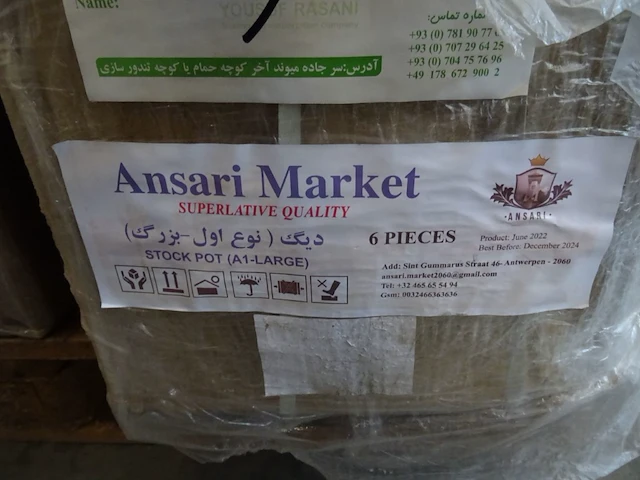 Name:
YOUSUF RASANI
شماره تماس:
+93 (0) 781 90 77
+93 (0) 707 29 64 25
+93 (0) 704 75 76 96
+49 178 672 900 2
آدرس:سر جاده میوند آخر کوچه حمام یا کوچه تندور سازی
Ansari Market
SUPERLATIVE QUALITY
دیگ ( نوع اول -بزرگ)
STOCK POT (A1-LARGE)
6 PIECES
·ANSARI·
Product: June 2022
Best Before: December 2024
Add: Sint Gummarus Straat 46- Antwerpen - 2060
ansari.market2060@gmail.com
Tel: +32 465 65 54 94
Gsm: 0032466363636